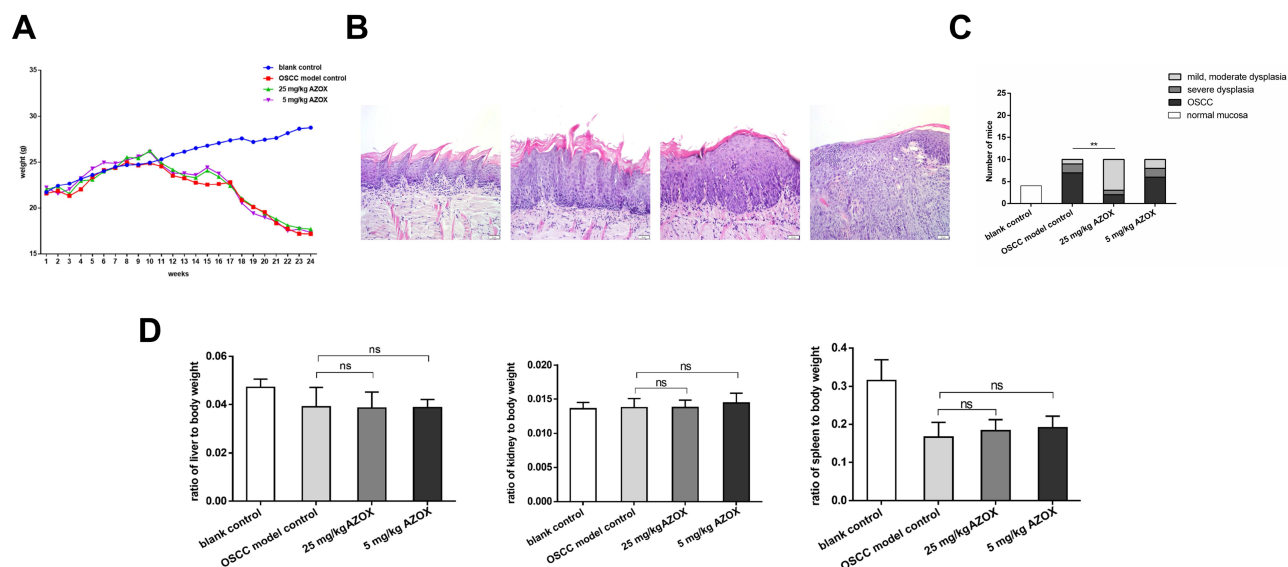 A
B
C
blank control
OSCC model control
25 mg/kg AZOX
5 mg/kg AZOX
35
30
25
20
15
weight (g)
1 2 3 4 5 6 7 8 9 10 11 12 13 14 15 16 17 18 19 20 21 22 23 24
weeks
mild, moderate dysplasia
severe dysplasia
OSCC
normal mucosa
25
20
15
10
5
0
Number of mice
**
blank control
OSCC model control
25 mg/kg AZOX
5 mg/kg AZOX
D
0.06
0.04
0.02
0.00
ratio of liver to body weight
ns
ns
blank control
OSCC model control
25 mg/kgAZOX
5 mg/kg AZOX
0.020
0.015
0.010
0.005
0.000
ratio of kidney to body weight
ns
ns
blank control
OSCC model control
25 mg/kgAZOX
5 mg/kg AZOX
0.4
0.3
0.2
0.1
0.0
ratio of spleen to body weight
ns
ns
blank control
OSCC model control
25 mg/kgAZOX
5 mg/kg AZOX